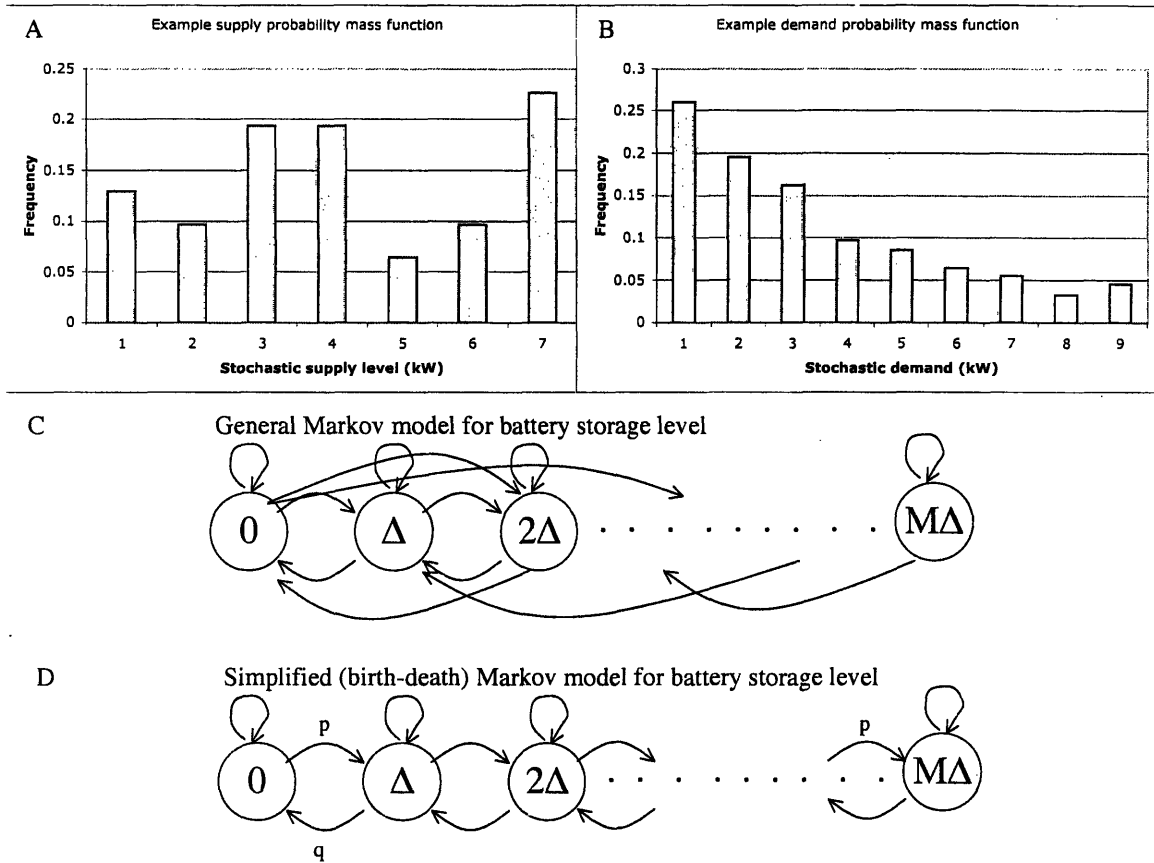 A
Example supply probability mass function
0.25
0.2
0.15
0.1
0.05
0
Frequency
1 2 3 4 5 6 7
Stochastic supply level (kW)
B
Example demand probability mass function
0.3
0.25
0.2
0.15
0.1
0.05
0
Frequency
1 2 3 4 5 6 7 8 9
Stochastic demand (kW)
C
General Markov model for battery storage level
0 Δ 2Δ MΔ
D
Simplified (birth-death) Markov model for battery storage level
p p
0 Δ 2Δ MΔ
q